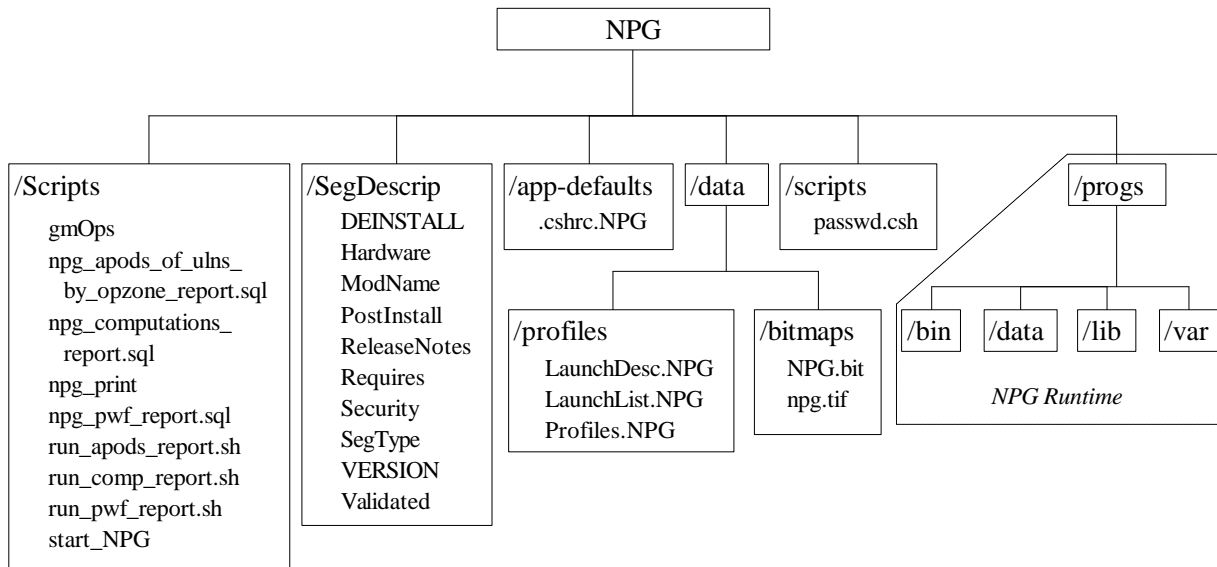 NPG
/Scripts
gmOps
npg_apods_of_ulns_
by_opzone_report.sql
npg_computations_
report.sql
npg_print
npg_pwf_report.sql
run_apods_report.sh
run_comp_report.sh
run_pwf_report.sh
start_NPG
/SegDescrip
DEINSTALL
Hardware
ModName
PostInstall
ReleaseNotes
Requires
Security
SegType
VERSION
Validated
/app-defaults
.cshrc.NPG
/data
/profiles
LaunchDesc.NPG
LaunchList.NPG
Profiles.NPG
/bitmaps
NPG.bit
npg.tif
/scripts
passwd.csh
/progs
/bin
/data
/lib
/var
NPG Runtime